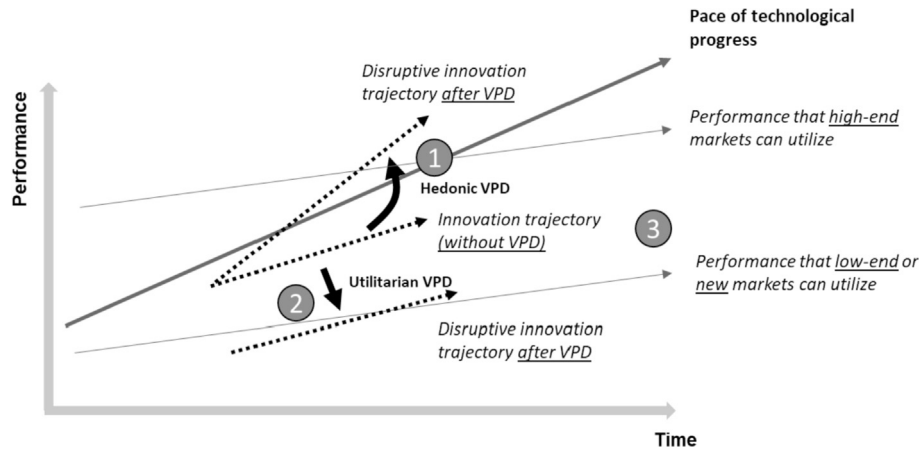 Pace of technological
progress
Disruptive innovation
trajectory after VPD
Performance that high-end
markets can utilize
Performance
1
Hedonic VPD
Innovation trajectory
(without VPD)
3
Performance that low-end or
new markets can utilize
Utilitarian VPD
2
Disruptive innovation
trajectory after VPD
Time